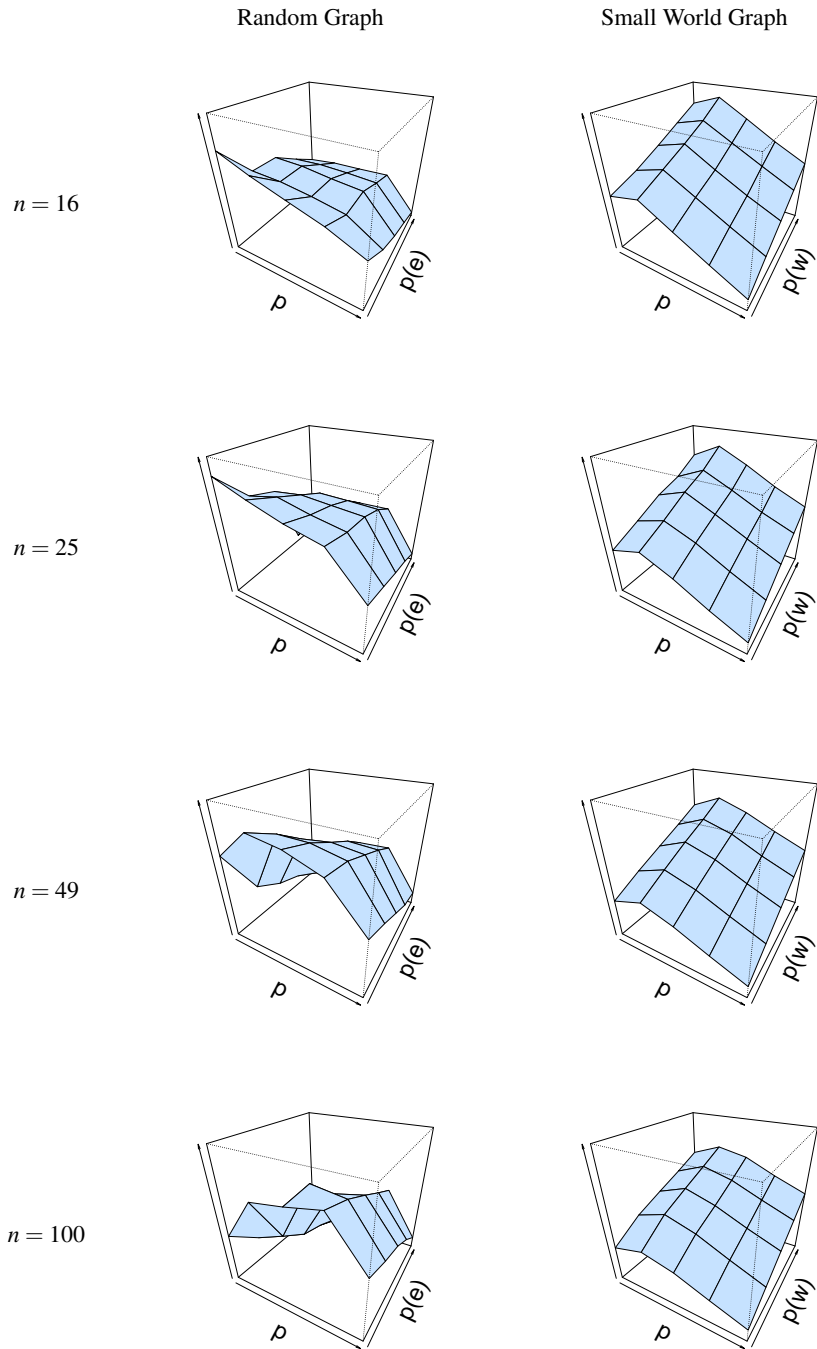 Random Graph
Small World Graph
n = 16
p
p(e)
p
p(w)
n = 25
p
p(e)
p
p(w)
n = 49
p
p(e)
p
p(w)
n = 100
p
p(e)
p
p(w)